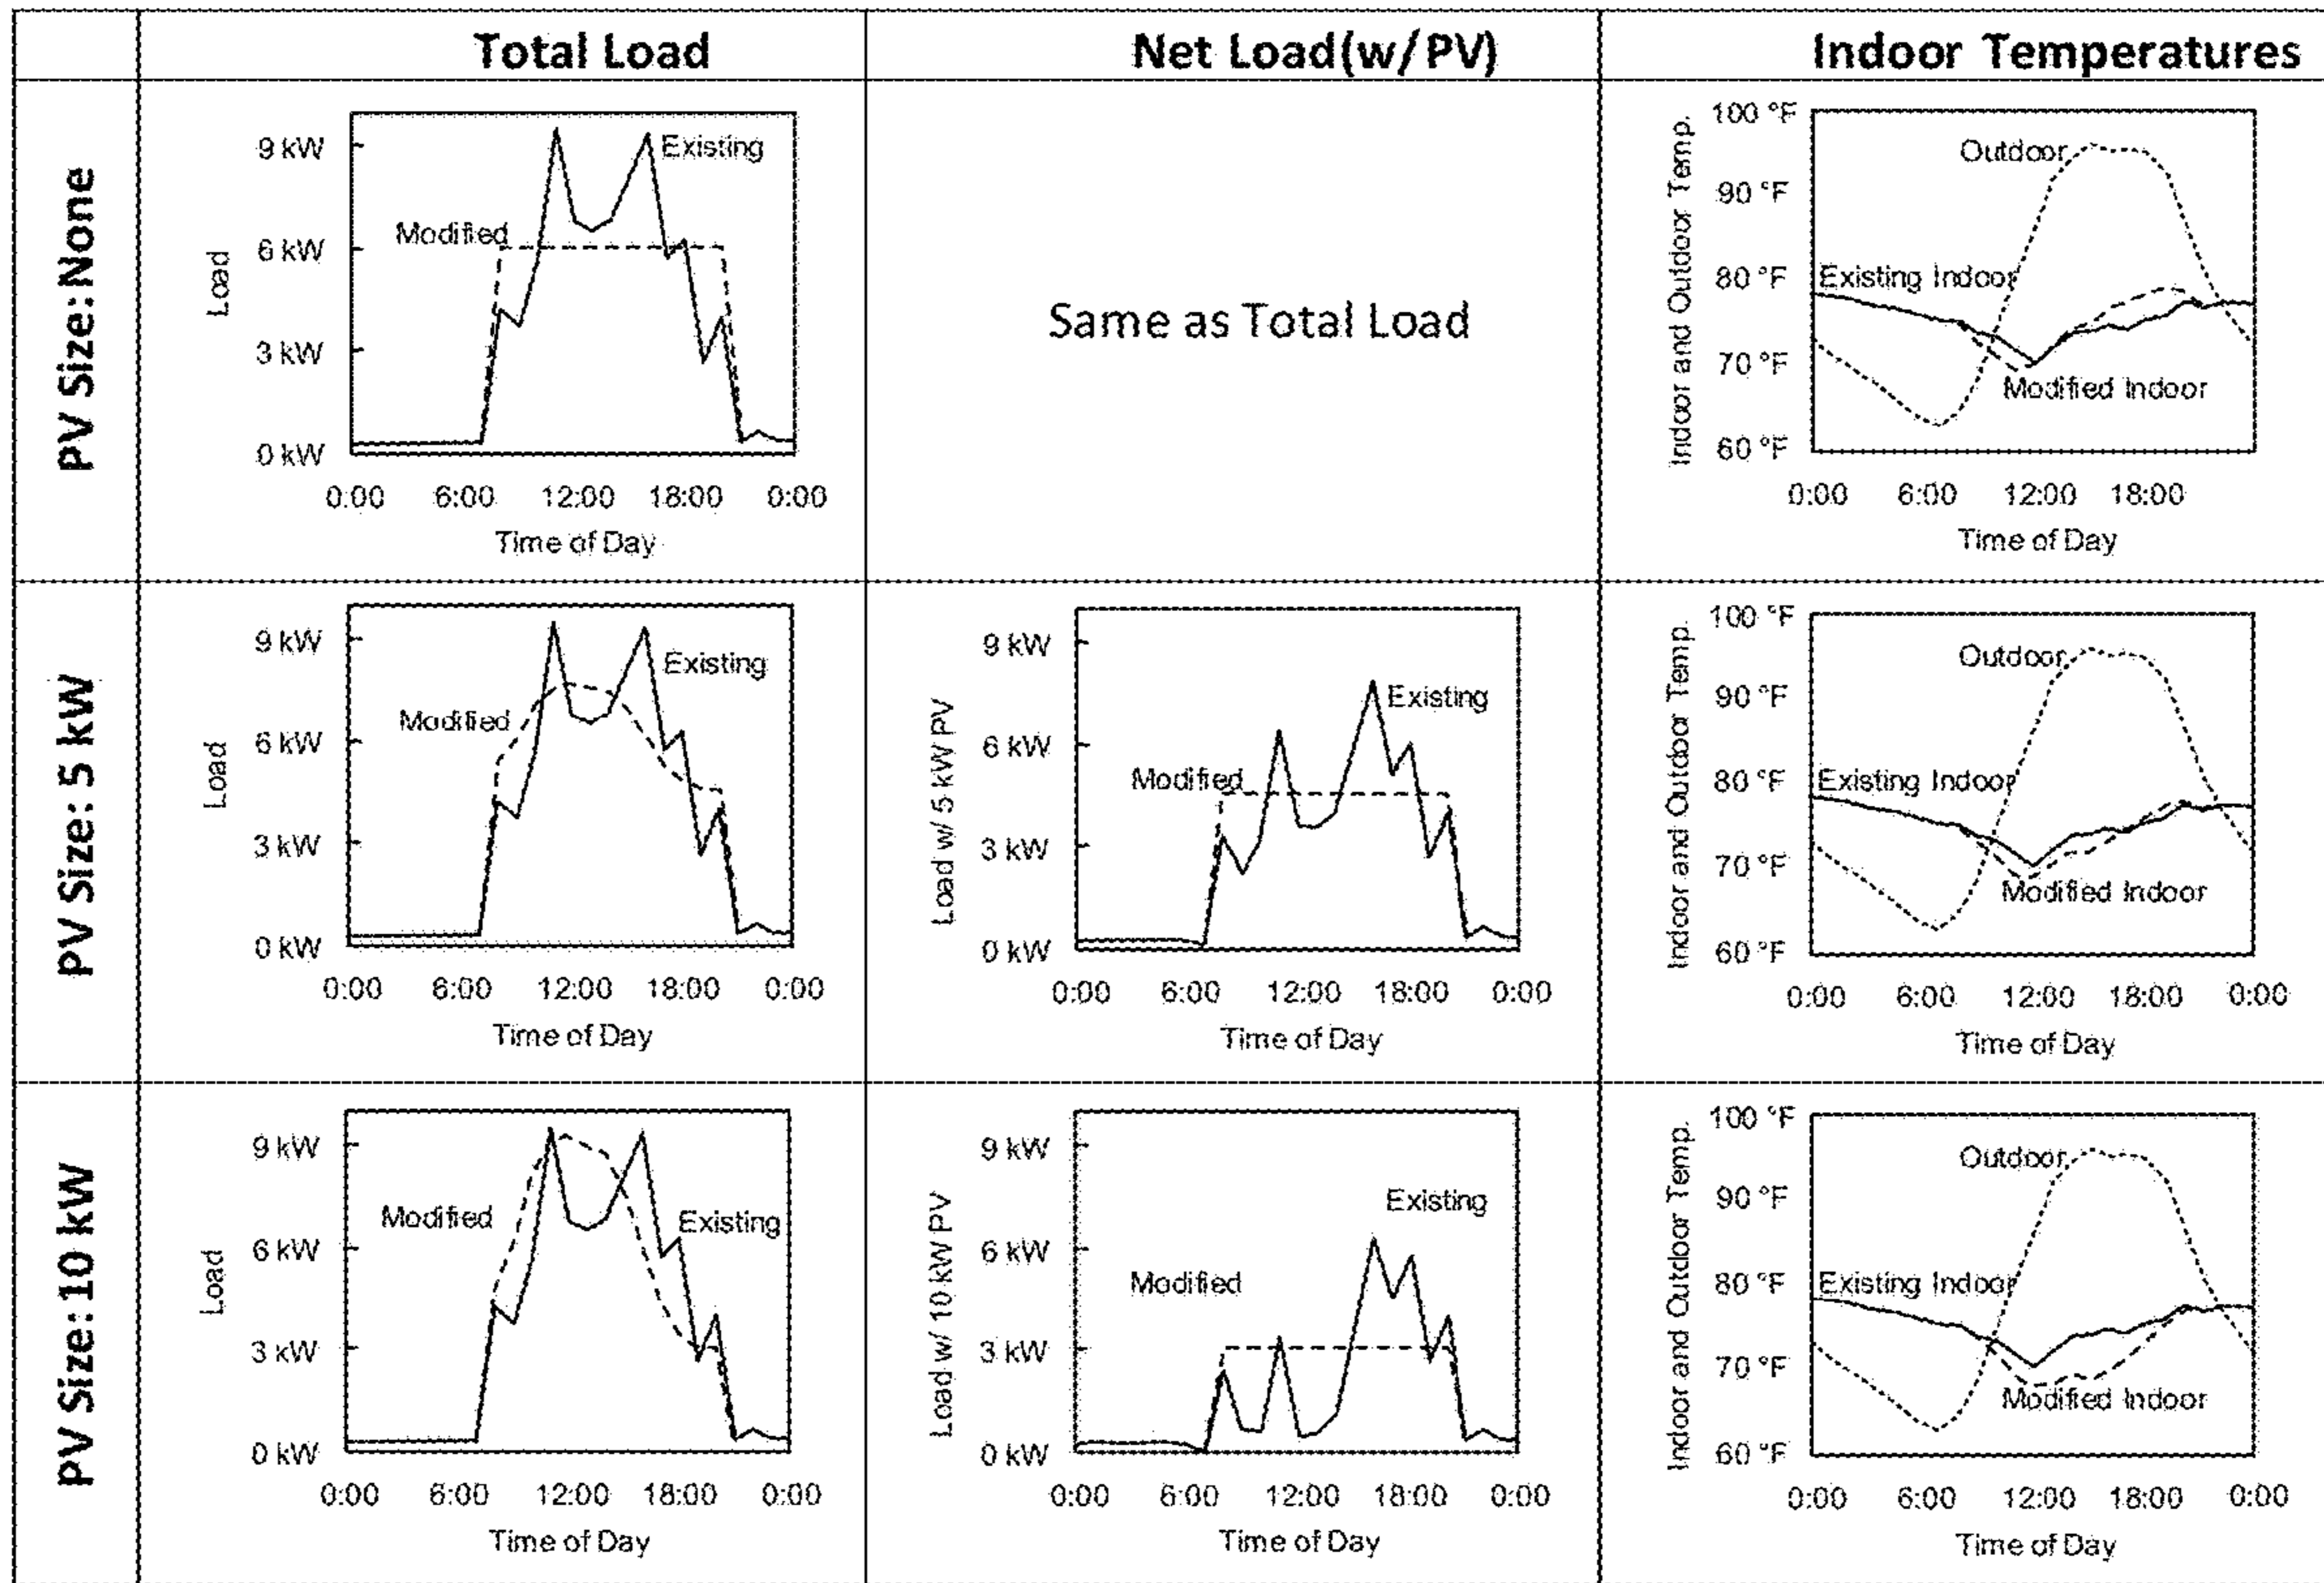 Total Load
Net Load(w/PV)
Indoor Temperatures
PV Size:None
Load
9 kW
6 kW
3 kW
0 kW
Existing
Modified
0:00 6:00 12:00 18:00 0:00
Time of Day
Same as Total Load
Indoor and Outdoor Temp.
100 °F
90 °F
80 °F
70 °F
60 °F
Outdoor
Existing Indoor
Modified Indoor
0:00 6:00 12:00 18:00
Time of Day
PV Size: 5 kW
Load
9 kW
6 kW
3 kW
0 kW
Existing
Modified
0:00 6:00 12:00 18:00 0:00
Time of Day
Load w/ 5 kW PV
9 kW
6 kW
3 kW
0 kW
Existing
Modified
0:00 6:00 12:00 18:00 0:00
Time of Day
Indoor and Outdoor Temp.
100 °F
90 °F
80 °F
70 °F
60 °F
Outdoor
Existing Indoor
Modified Indoor
0:00 6:00 12:00 18:00 0:00
Time of Day
PV Size: 10 kW
Load
9 kW
6 kW
3 kW
0 kW
Modified
Existing
0:00 6:00 12:00 18:00 0:00
Time of Day
Load w/ 10 kW PV
9 kW
6 kW
3 kW
0 kW
Existing
Modified
0:00 6:00 12:00 18:00 0:00
Time of Day
Indoor and Outdoor Temp.
100 °F
90 °F
80 °F
70 °F
60 °F
Outdoor
Existing Indoor
Modified Indoor
0:00 6:00 12:00 18:00 0:00
Time of Day